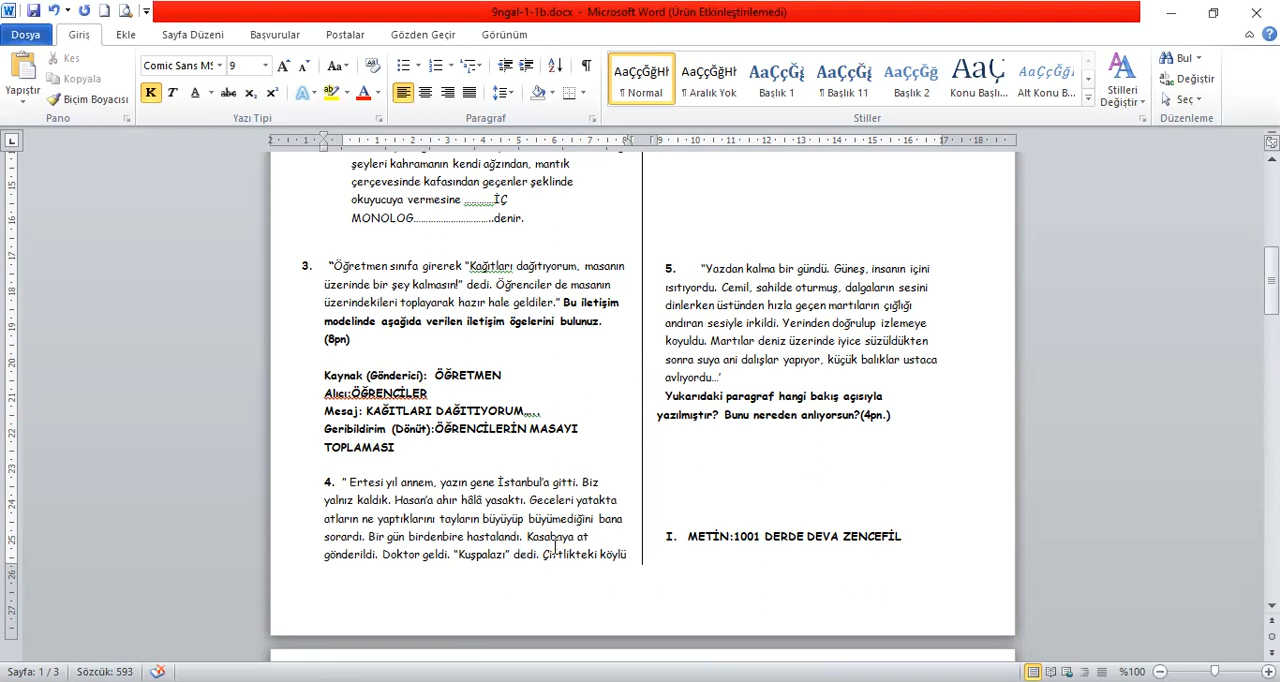 9ngal-1-1b.docx - Microsoft Word (Ürün Etkinleştirilemedi)
Dosya Giriş Ekle Sayfa Düzeni Başvurular Postalar Gözden Geçir Görünüm
Yapıştır
Kes
Kopyala
Biçim Boyacısı
Pano
Comic Sans MS 9
Yazı Tipi
Paragraf
AaÇçĞğHł AaÇçĞğHł AaÇçĞğ AaÇçĞğ AaÇçĞğ AaÇç AaÇçĞğI
¶ Normal ¶ Aralık Yok Başlık 1 ¶ Başlık 11 Başlık 2 Konu Başlı... Alt Konu B...
Stiller
Stilleri Değiştir
Bul
Değiştir
Seç
Düzenleme
şeyleri kahramanın kendi ağzından, mantık
çerçevesinde kafasından geçenler şeklinde
okuyucuya vermesine ..........İÇ
MONOLOG..............................denir.
3. “Öğretmen sınıfa girerek “Kağıtları dağıtıyorum, masanın
üzerinde bir şey kalmasın!” dedi. Öğrenciler de masanın
üzerindekileri toplayarak hazır hale geldiler.” Bu iletişim
modelinde aşağıda verilen iletişim ögelerini bulunuz.
(8pn)
Kaynak (Gönderici): ÖĞRETMEN
Alıcı:ÖĞRENCİLER
Mesaj: KAĞITLARI DAĞITIYORUM.....
Geribildirim (Dönüt):ÖĞRENCİLERİN MASAYI
TOPLAMASI
4. ” Ertesi yıl annem, yazın gene İstanbul’a gitti. Biz
yalnız kaldık. Hasan’a ahır hâlâ yasaktı. Geceleri yatakta
atların ne yaptıklarını tayların büyüyüp büyümediğini bana
sorardı. Bir gün birdenbire hastalandı. Kasabaya at
gönderildi. Doktor geldi. “Kuşpalazı” dedi. Çiftlikteki köylü
5. “Yazdan kalma bir gündü. Güneş, insanın içini
ısıtıyordu. Cemil, sahilde oturmuş, dalgaların sesini
dinlerken üstünden hızla geçen martıların çığlığı
andıran sesiyle irkildi. Yerinden doğrulup izlemeye
koyuldu. Martılar deniz üzerinde iyice süzüldükten
sonra suya ani dalışlar yapıyor, küçük balıklar ustaca
avlıyordu…’
Yukarıdaki paragraf hangi bakış açısıyla
yazılmıştır? Bunu nereden anlıyorsun?(4pn.)
I. METİN:1001 DERDE DEVA ZENCEFİL
Sayfa: 1 / 3 Sözcük: 593 %100